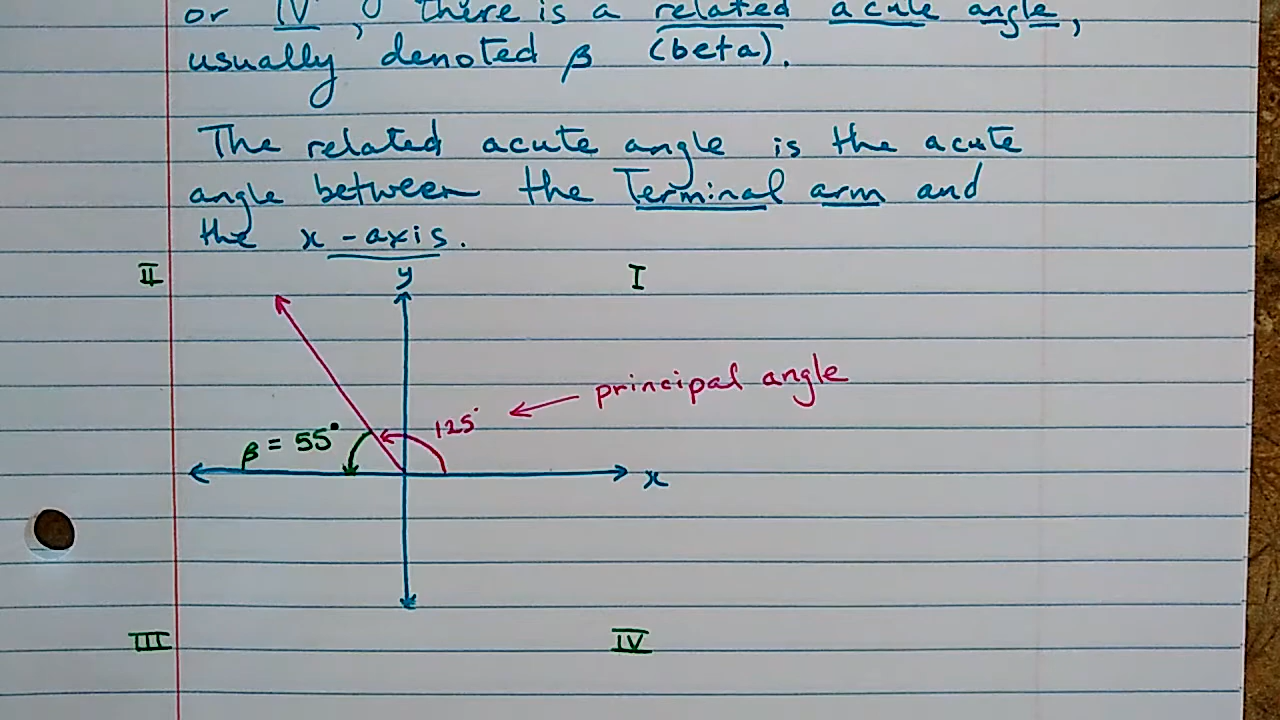 or IV, there is a related acute angle,
usually denoted β (beta).
The related acute angle is the acute
angle between the Terminal arm and
the x-axis.
II
y
I
principal angle
125°
β = 55°
x
III
IV